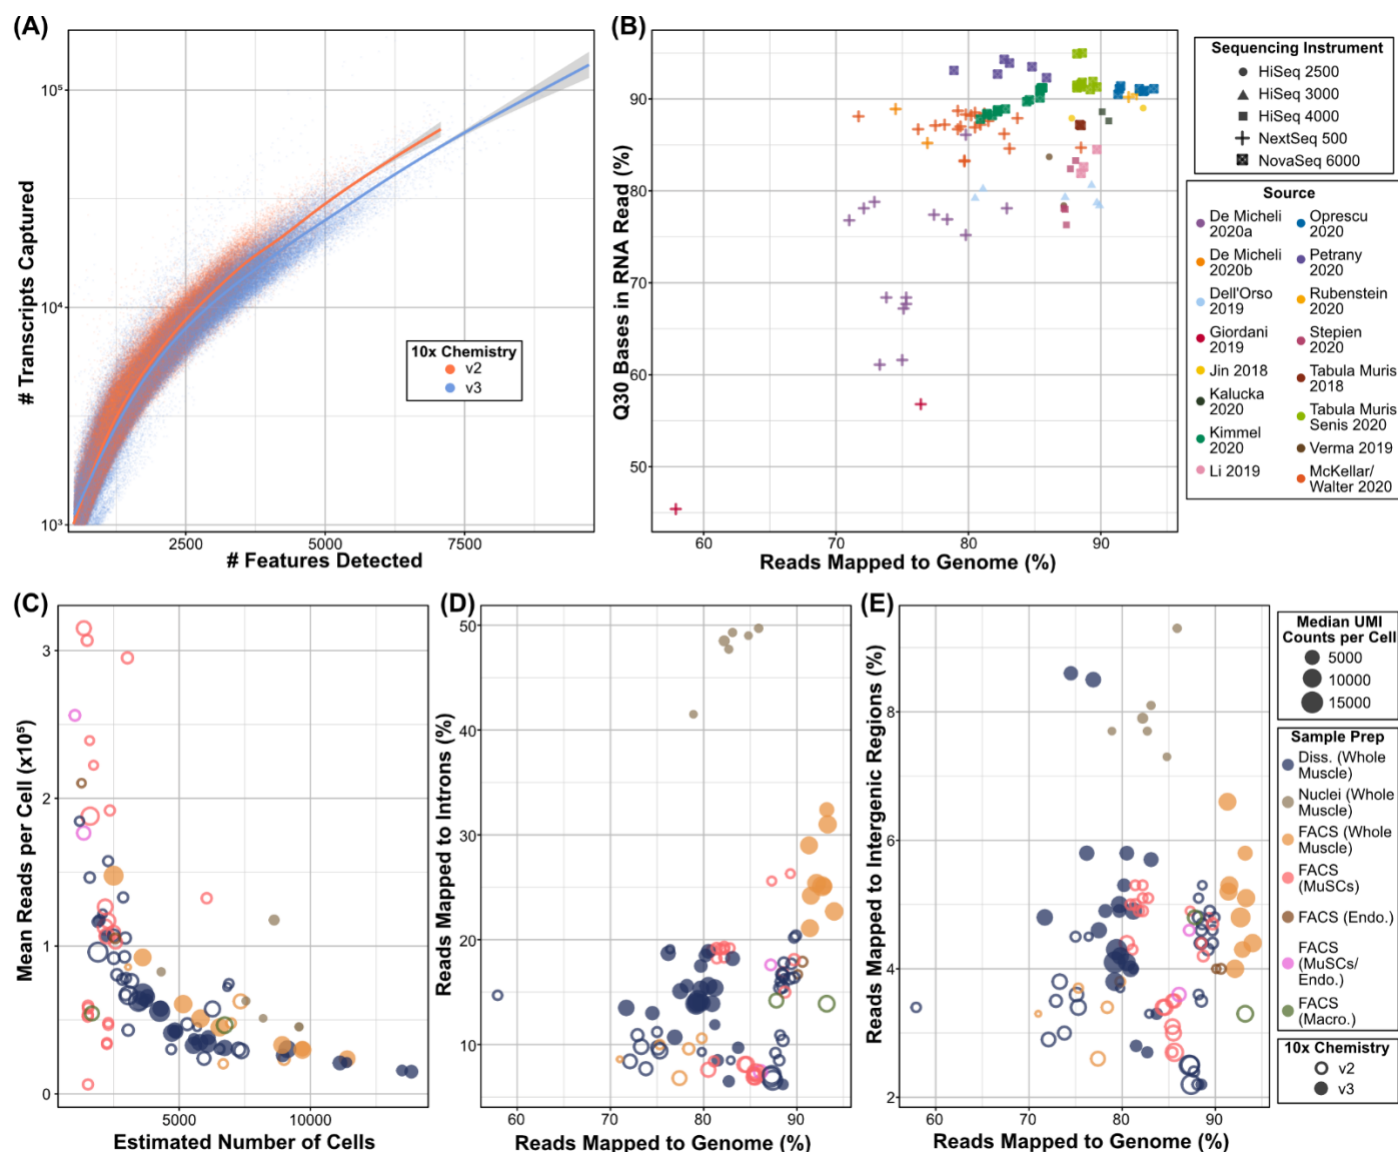 (A)
# Transcripts Captured
10⁵
10⁴
10³
10x Chemistry
v2
v3
2500
5000
7500
# Features Detected
(B)
Q30 Bases in RNA Read (%)
90
80
70
60
50
60
70
80
90
Reads Mapped to Genome (%)
Sequencing Instrument
HiSeq 2500
HiSeq 3000
HiSeq 4000
NextSeq 500
NovaSeq 6000
Source
De Micheli
2020a
De Micheli
2020b
Dell'Orso
2019
Giordani
2019
Jin 2018
Kalucka
2020
Kimmel
2020
Li 2019
Oprescu
2020
Petrany
2020
Rubenstein
2020
Stepien
2020
Tabula Muris
2018
Tabula Muris
Senis 2020
Verma 2019
McKellar/
Walter 2020
(C)
Mean Reads per Cell (x10⁵)
3
2
1
0
5000
10000
Estimated Number of Cells
(D)
Reads Mapped to Introns (%)
50
40
30
20
10
60
70
80
90
Reads Mapped to Genome (%)
(E)
Reads Mapped to Intergenic Regions (%)
8
6
4
2
60
70
80
90
Reads Mapped to Genome (%)
Median UMI
Counts per Cell
5000
10000
15000
Sample Prep
Diss. (Whole
Muscle)
Nuclei (Whole
Muscle)
FACS (Whole
Muscle)
FACS
(MuSCs)
FACS (Endo.)
FACS
(MuSCs/
Endo.)
FACS
(Macro.)
10x Chemistry
v2
v3